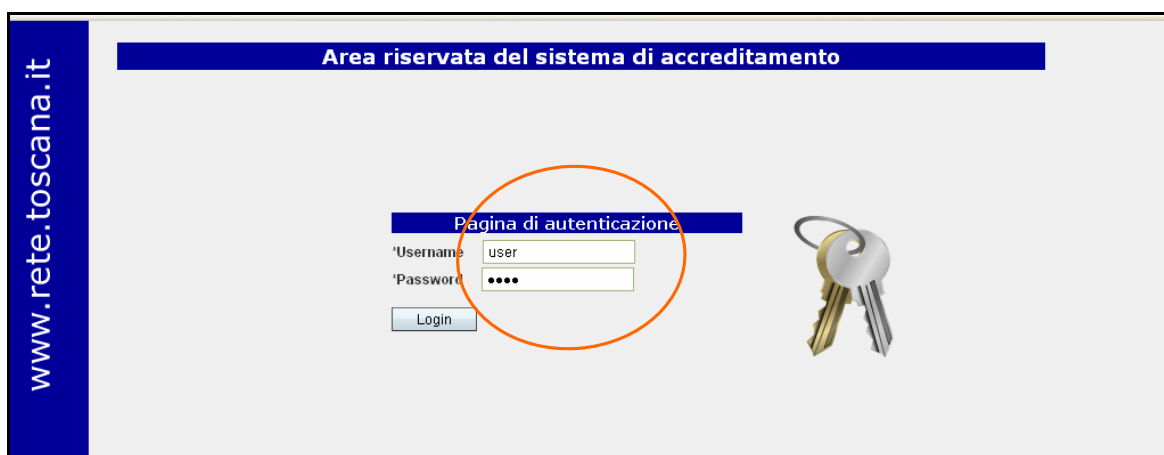 www.rete.toscana.it
Area riservata del sistema di accreditamento
Pagina di autenticazione
*Username user
*Password ••••
Login